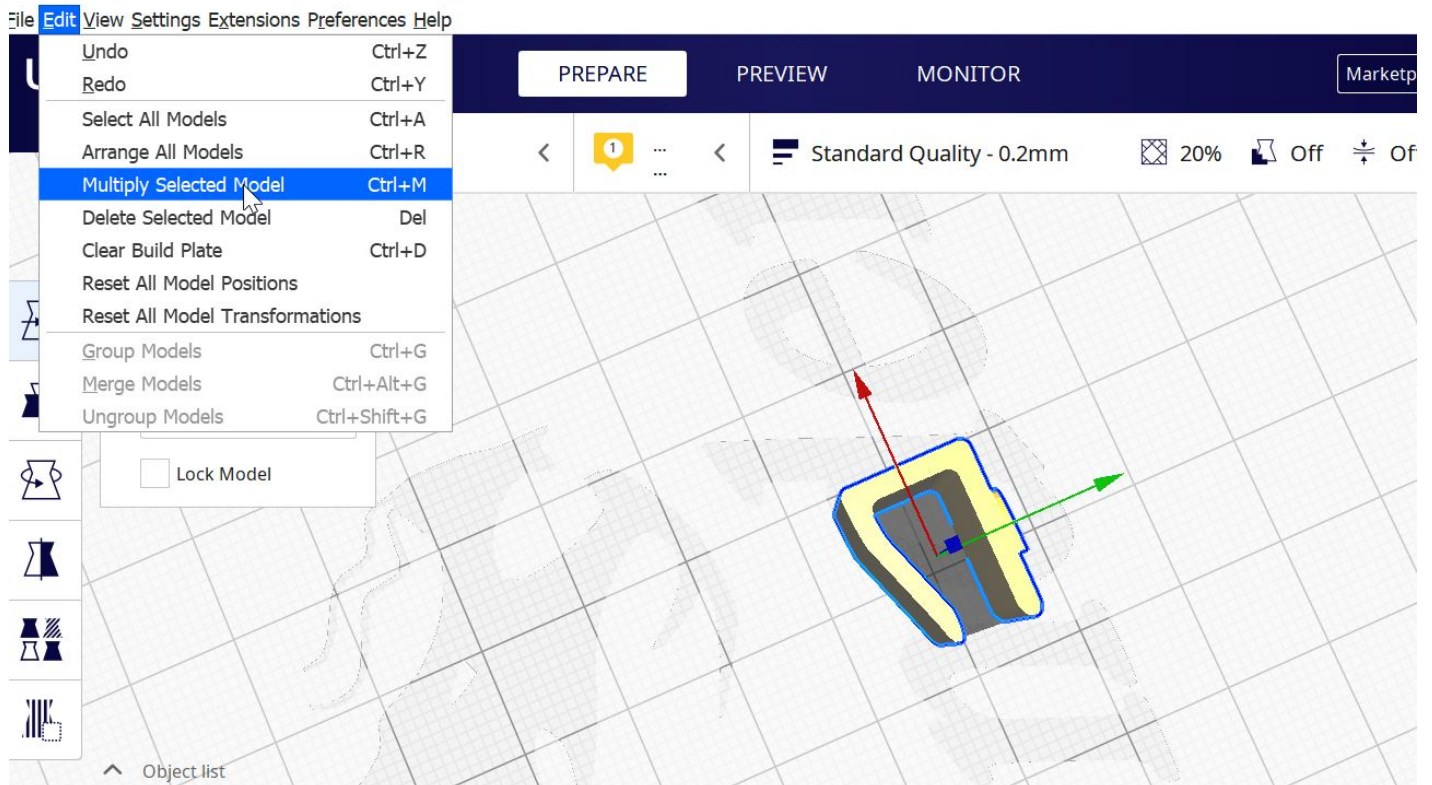 File Edit View Settings Extensions Preferences Help
Undo Ctrl+Z
Redo Ctrl+Y
Select All Models Ctrl+A
Arrange All Models Ctrl+R
Multiply Selected Model Ctrl+M
Delete Selected Model Del
Clear Build Plate Ctrl+D
Reset All Model Positions
Reset All Model Transformations
Group Models Ctrl+G
Merge Models Ctrl+Alt+G
Ungroup Models Ctrl+Shift+G
PREPARE PREVIEW MONITOR Marketp
1 ... Standard Quality - 0.2mm 20% Off Of
...
Lock Model
Object list